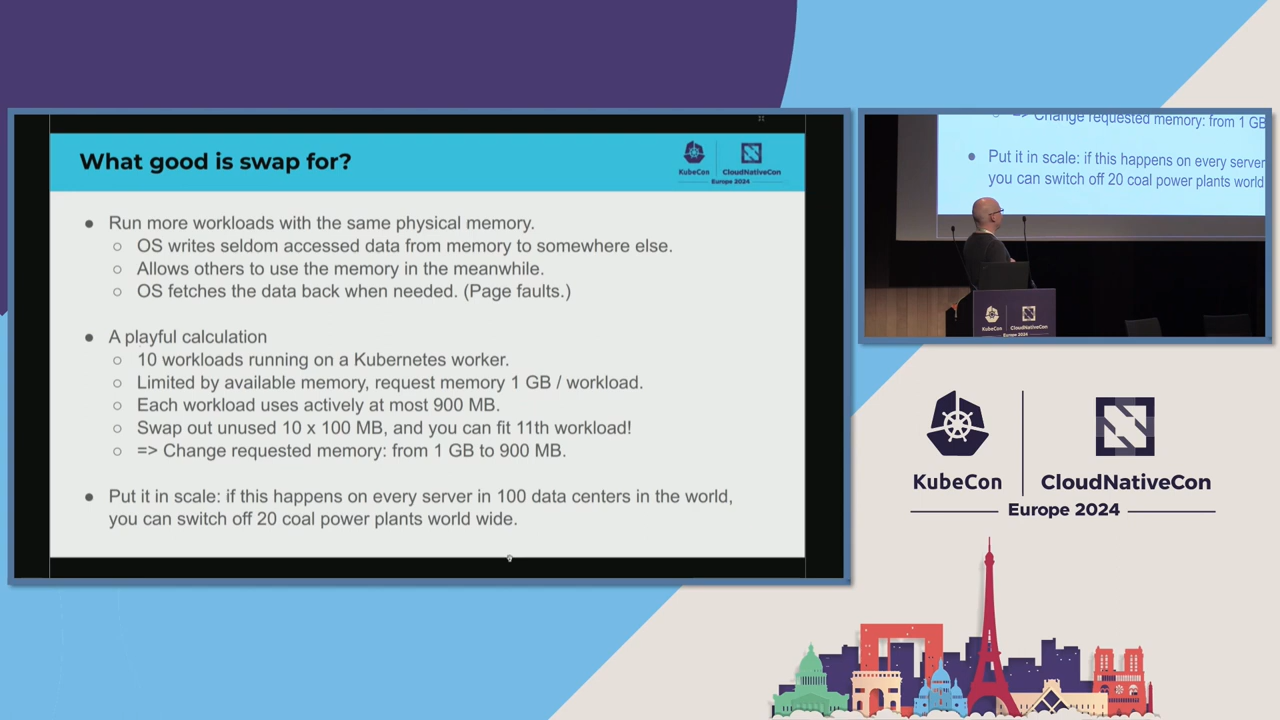 What good is swap for?
KubeCon
CloudNativeCon
Europe 2024
● Run more workloads with the same physical memory.
○ OS writes seldom accessed data from memory to somewhere else.
○ Allows others to use the memory in the meanwhile.
○ OS fetches the data back when needed. (Page faults.)
● A playful calculation
○ 10 workloads running on a Kubernetes worker.
○ Limited by available memory, request memory 1 GB / workload.
○ Each workload uses actively at most 900 MB.
○ Swap out unused 10 x 100 MB, and you can fit 11th workload!
○ => Change requested memory: from 1 GB to 900 MB.
● Put it in scale: if this happens on every server in 100 data centers in the world,
you can switch off 20 coal power plants world wide.
=> Change requested memory: from 1 GB
● Put it in scale: if this happens on every server
you can switch off 20 coal power plants world
KubeCon
CloudNativeCon
Europe 2024
KubeCon
CloudNativeCon
Europe 2024